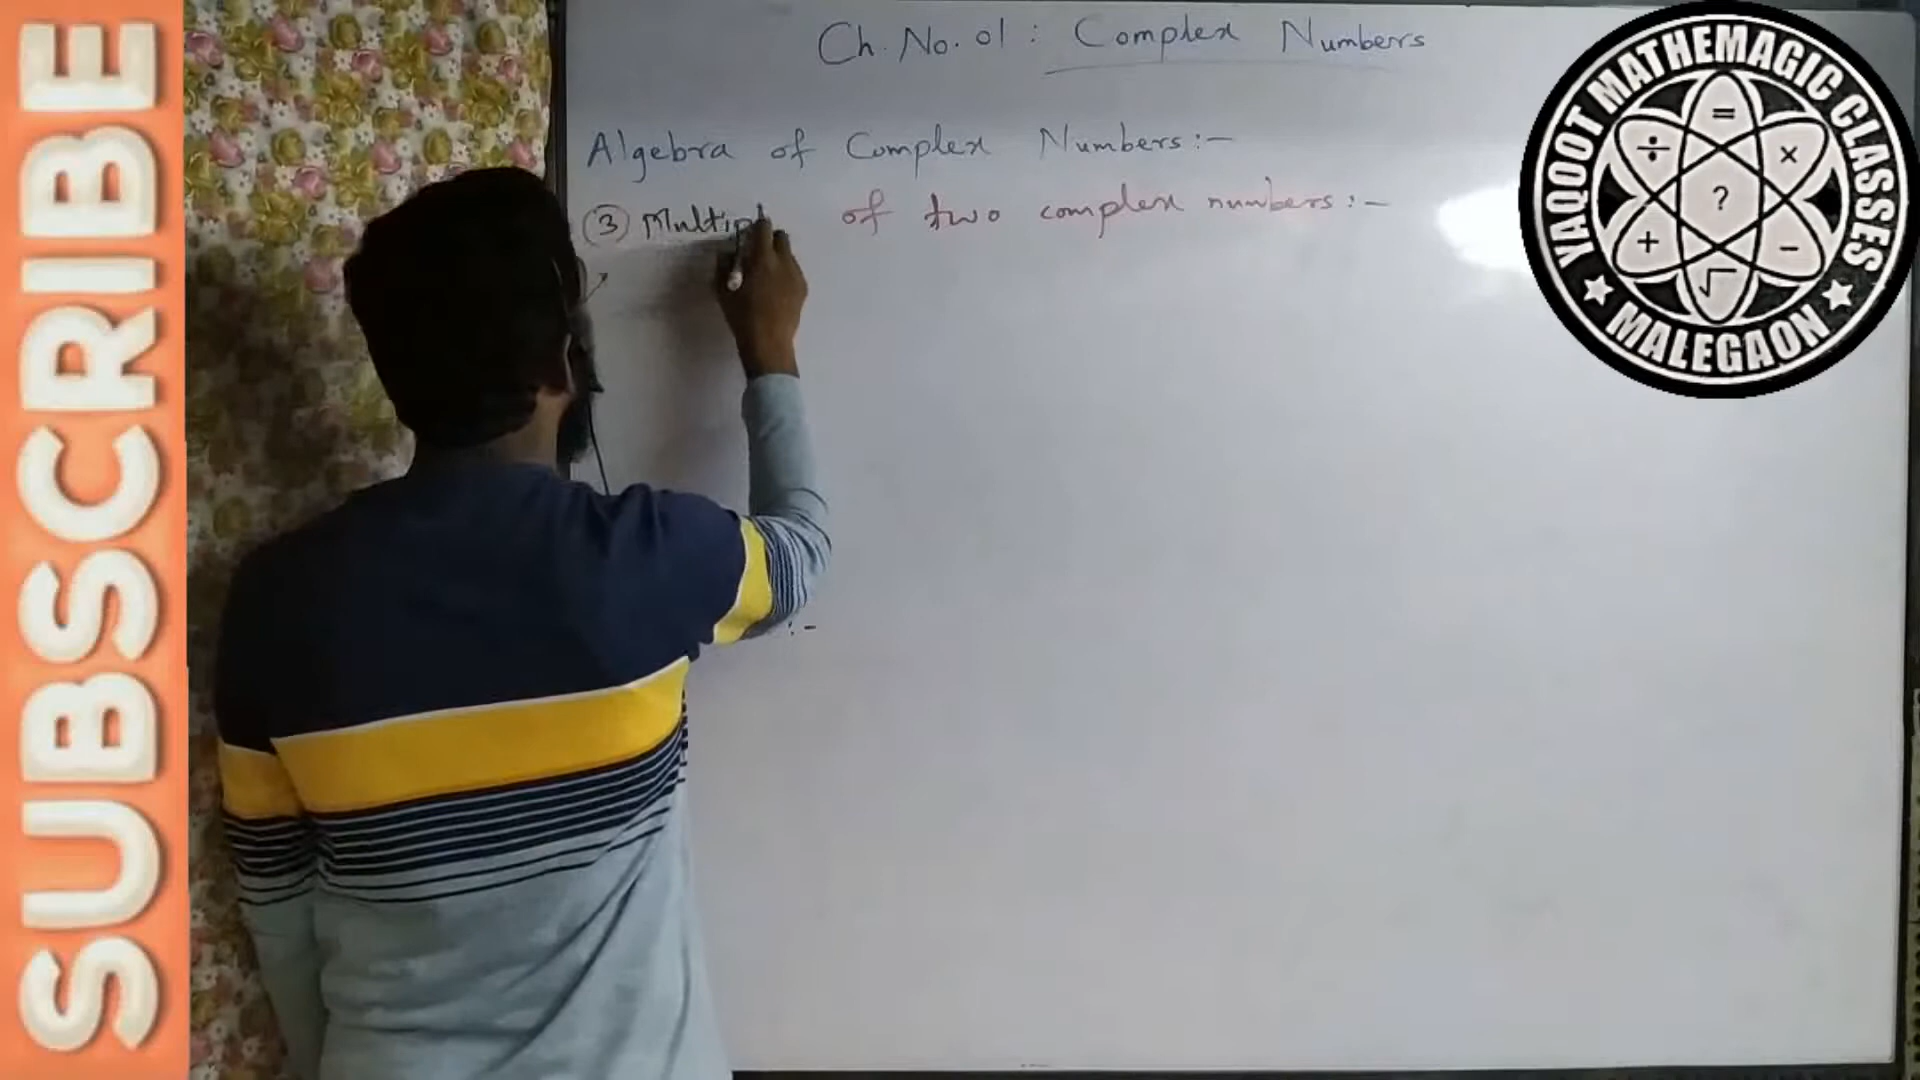 SUBSCRIBE
Ch. No. 01 : Complex Numbers
Algebra of Complex Numbers:-
③ Multipl of two complex numbers:-
:-
YAQOOT MATHEMAGIC CLASSES
MALEGAON
= ÷ × ? + − √